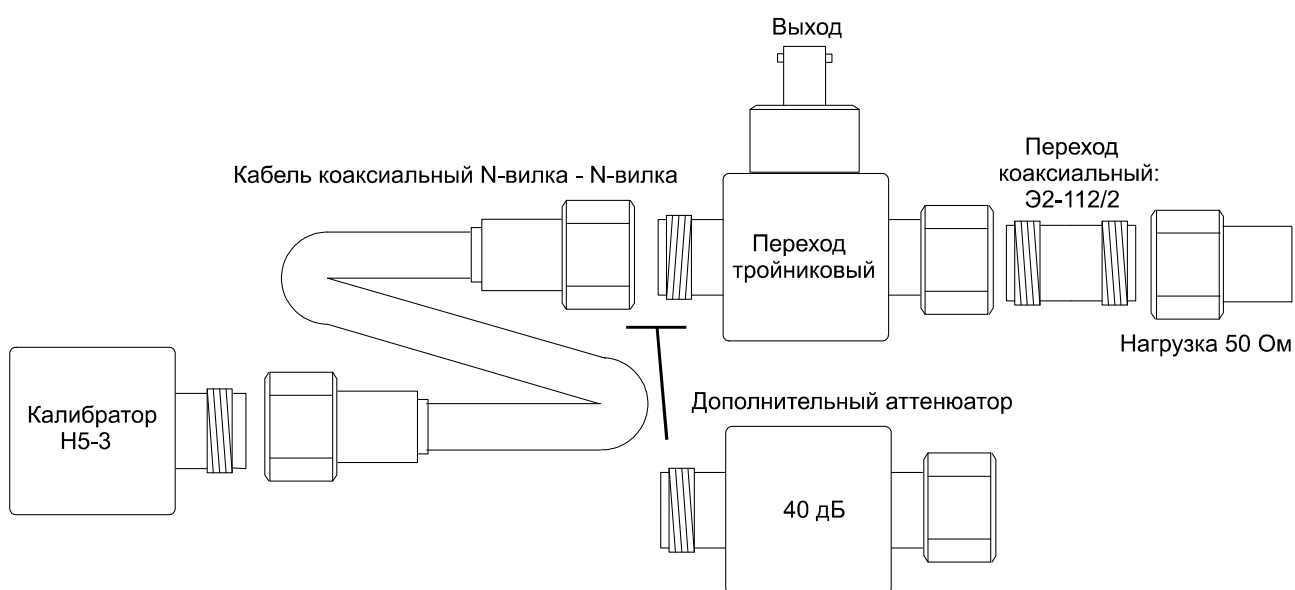 Выход
Кабель коаксиальный N-вилка - N-вилка
Переход
коаксиальный:
Э2-112/2
Переход
тройниковый
Нагрузка 50 Ом
Калибратор
Н5-3
Дополнительный аттенюатор
40 дБ